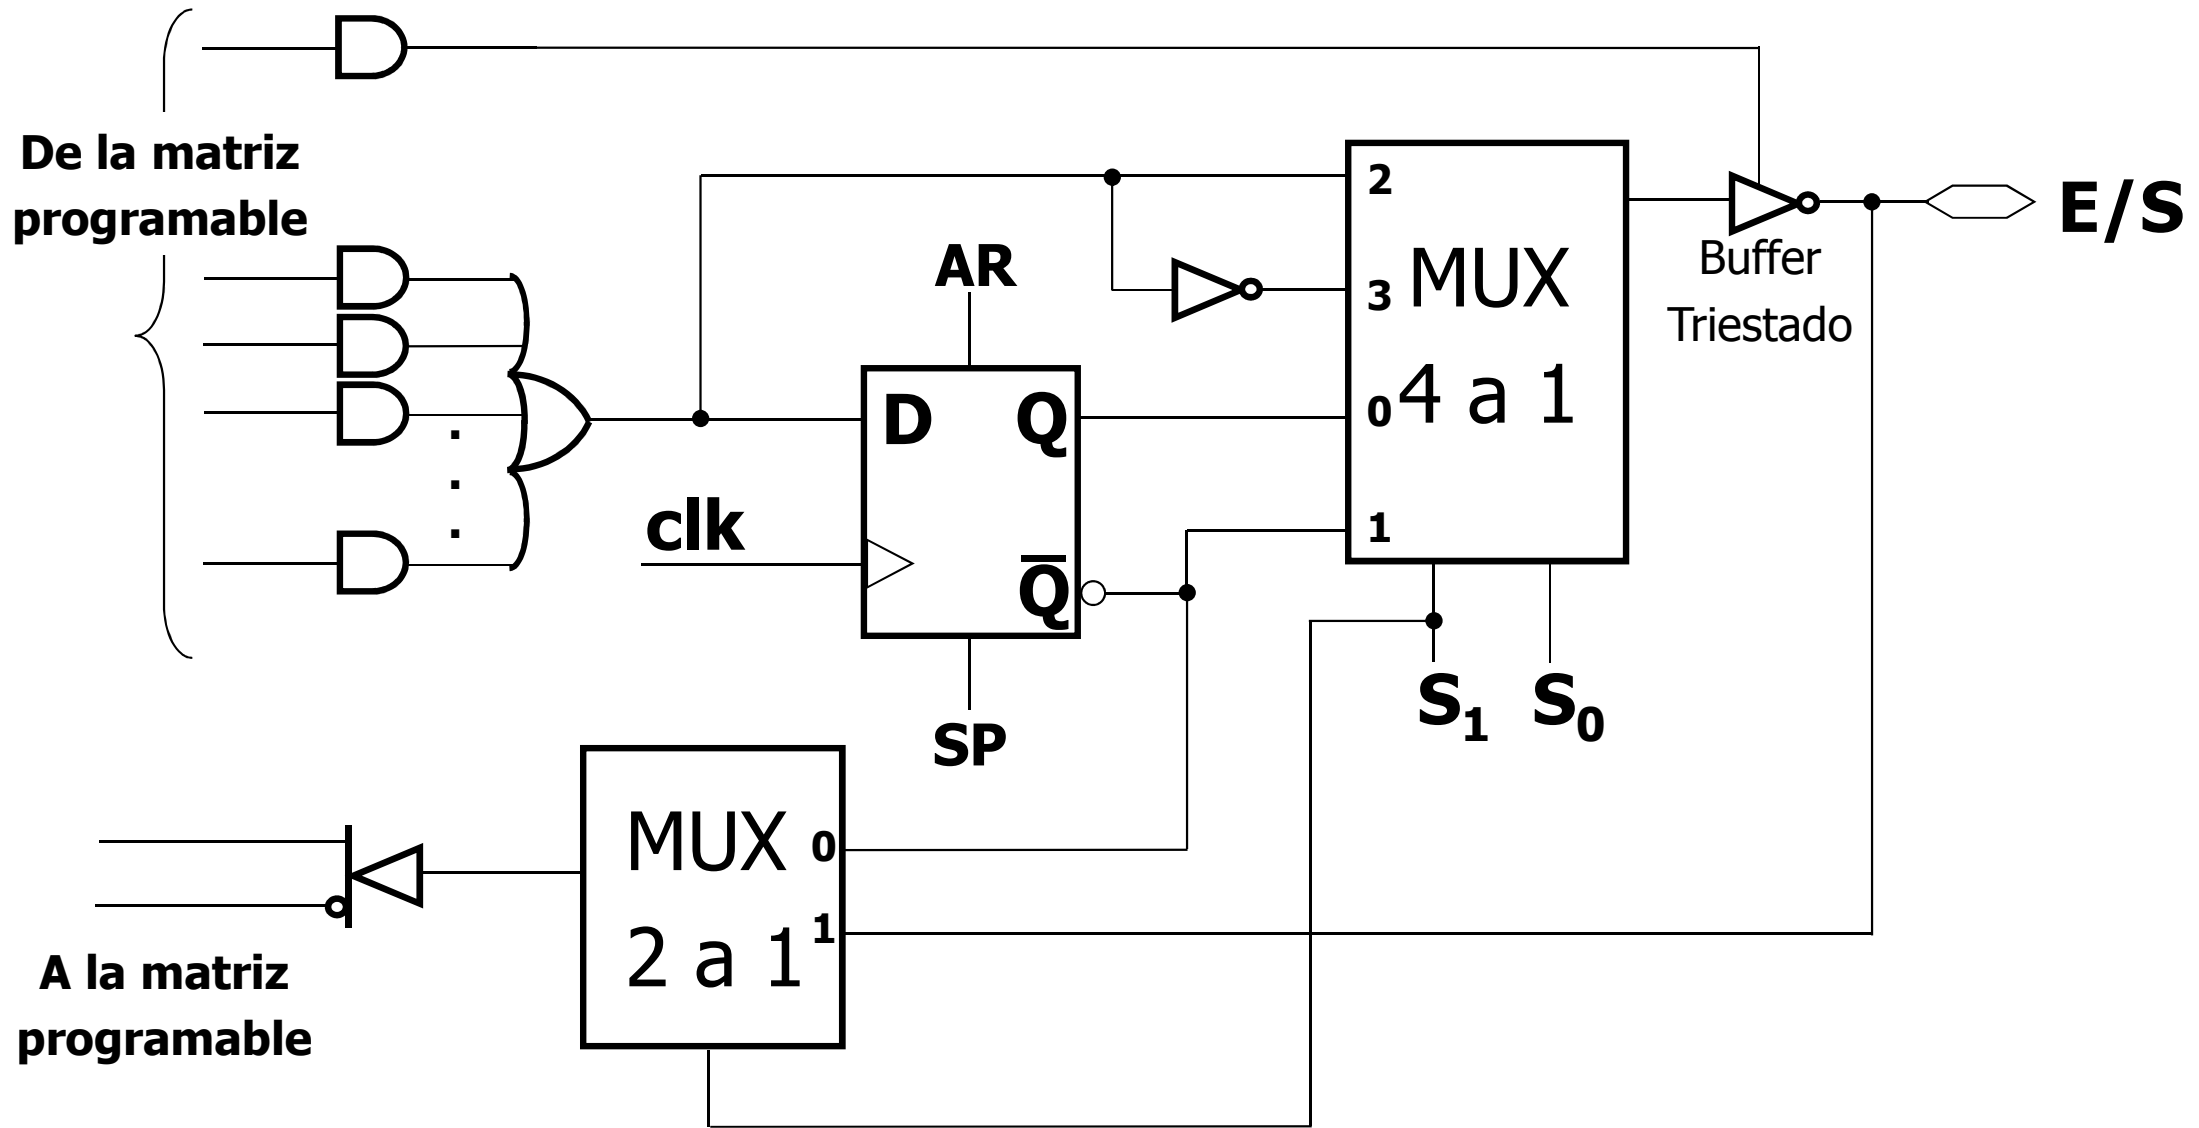 De la matriz
programable
2
E/S
MUX
Buffer
AR
3
Triestado
4 a 1
D
Q
0
clk
1
Q̅
S₁
S₀
SP
MUX
0
2 a 1
1
A la matriz
programable